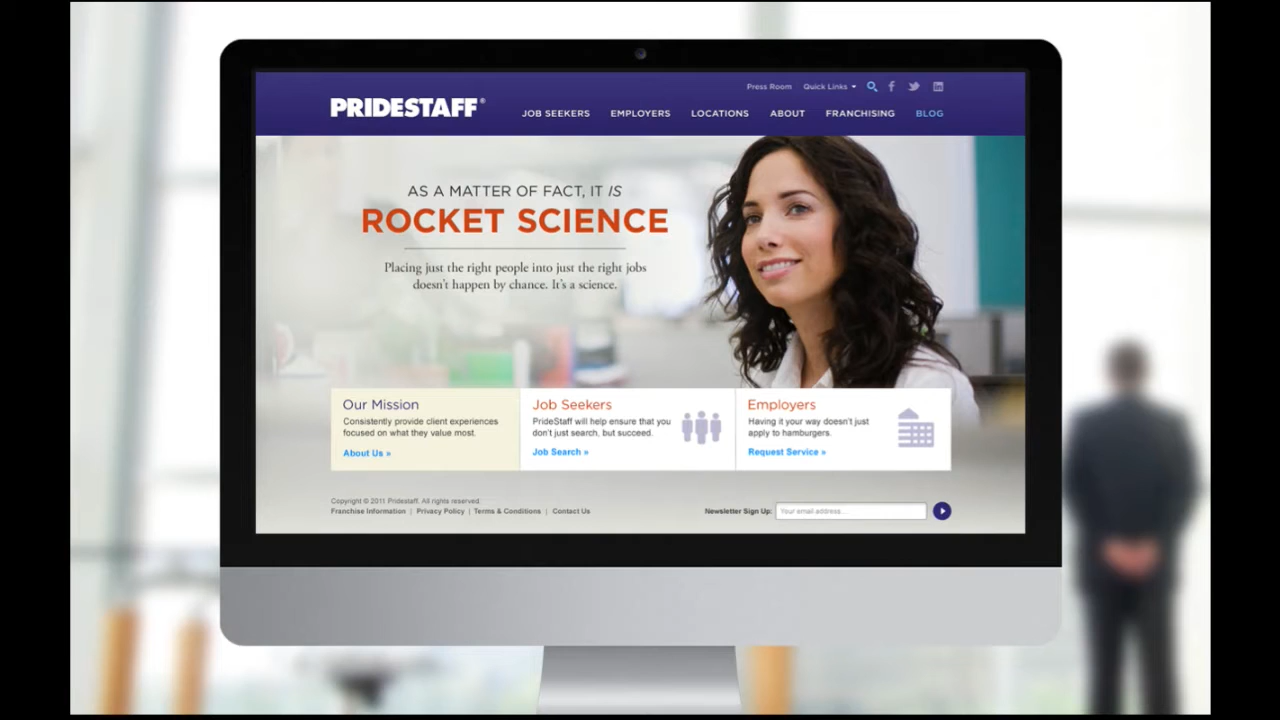 Press Room Quick Links
PRIDESTAFF®
JOB SEEKERS EMPLOYERS LOCATIONS ABOUT FRANCHISING BLOG
AS A MATTER OF FACT, IT IS
ROCKET SCIENCE
Placing just the right people into just the right jobs
doesn't happen by chance. It's a science.
Our Mission
Consistently provide client experiences
focused on what they value most.
About Us »
Job Seekers
PrideStaff will help ensure that you
don't just search, but succeed.
Job Search »
Employers
Having it your way doesn't just
apply to hamburgers.
Request Service »
Copyright © 2011 Pridestaff. All rights reserved.
Franchise Information | Privacy Policy | Terms & Conditions | Contact Us
Newsletter Sign Up: Your email address...